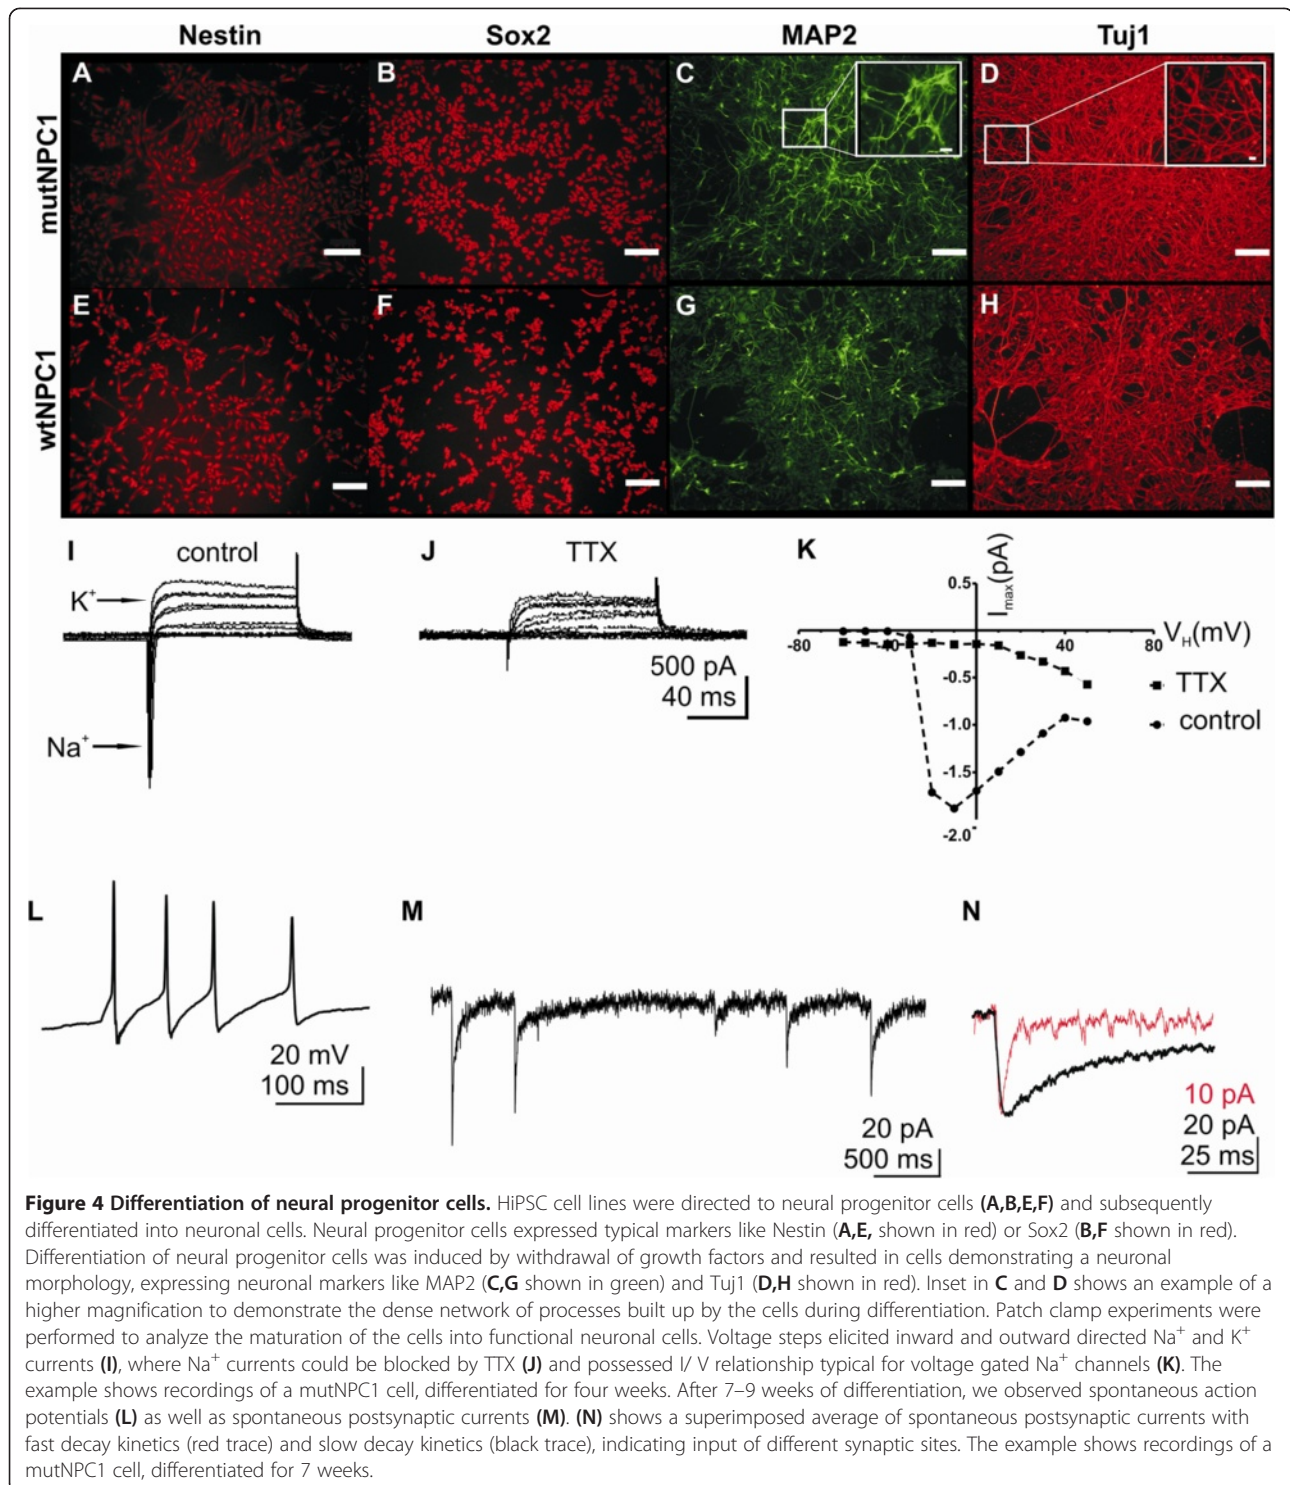 Nestin Sox2 MAP2 Tuj1
mutNPC1
A B C D
wtNPC1
E F G H
I control
K⁺
Na⁺
J TTX
500 pA
40 ms
K
I_max(pA)
0.5
V_H(mV)
-80 -40 40 80
-0.5
-1.0
-1.5
-2.0
TTX
control
L
20 mV
100 ms
M
20 pA
500 ms
N
10 pA
20 pA
25 ms
Figure 4 Differentiation of neural progenitor cells. HiPSC cell lines were directed to neural progenitor cells (A,B,E,F) and subsequently
differentiated into neuronal cells. Neural progenitor cells expressed typical markers like Nestin (A,E, shown in red) or Sox2 (B,F shown in red).
Differentiation of neural progenitor cells was induced by withdrawal of growth factors and resulted in cells demonstrating a neuronal
morphology, expressing neuronal markers like MAP2 (C,G shown in green) and Tuj1 (D,H shown in red). Inset in C and D shows an example of a
higher magnification to demonstrate the dense network of processes built up by the cells during differentiation. Patch clamp experiments were
performed to analyze the maturation of the cells into functional neuronal cells. Voltage steps elicited inward and outward directed Na⁺ and K⁺
currents (I), where Na⁺ currents could be blocked by TTX (J) and possessed I/ V relationship typical for voltage gated Na⁺ channels (K). The
example shows recordings of a mutNPC1 cell, differentiated for four weeks. After 7–9 weeks of differentiation, we observed spontaneous action
potentials (L) as well as spontaneous postsynaptic currents (M). (N) shows a superimposed average of spontaneous postsynaptic currents with
fast decay kinetics (red trace) and slow decay kinetics (black trace), indicating input of different synaptic sites. The example shows recordings of a
mutNPC1 cell, differentiated for 7 weeks.